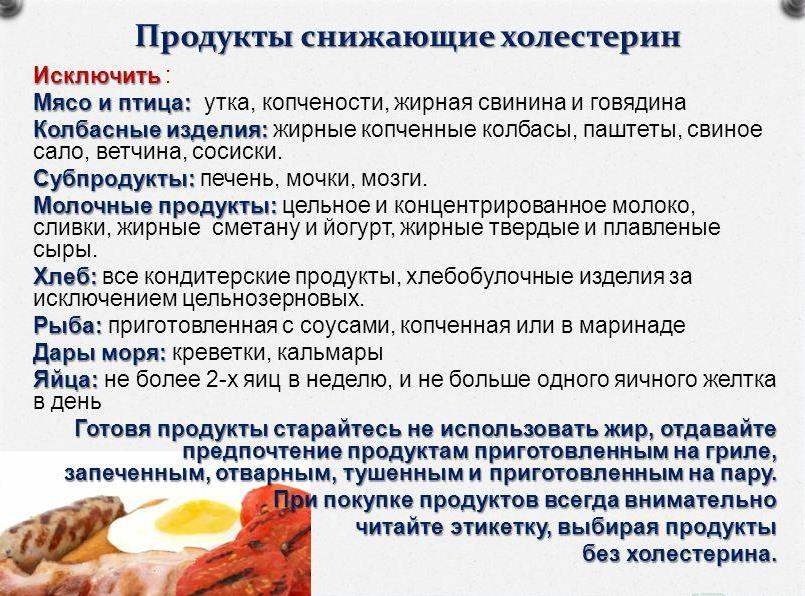 Продукты снижающие холестерин
Исключить :
Мясо и птица: утка, копчености, жирная свинина и говядина
Колбасные изделия: жирные копченные колбасы, паштеты, свиное
сало, ветчина, сосиски.
Субпродукты: печень, мочки, мозги.
Молочные продукты: цельное и концентрированное молоко,
сливки, жирные сметану и йогурт, жирные твердые и плавленые
сыры.
Хлеб: все кондитерские продукты, хлебобулочные изделия за
исключением цельнозерновых.
Рыба: приготовленная с соусами, копченная или в маринаде
Дары моря: креветки, кальмары
Яйца: не более 2-х яиц в неделю, и не больше одного яичного желтка
в день
Готовя продукты старайтесь не использовать жир, отдавайте
предпочтение продуктам приготовленным на гриле,
запеченным, отварным, тушенным и приготовленным на пару.
При покупке продуктов всегда внимательно
читайте этикетку, выбирая продукты
без холестерина.